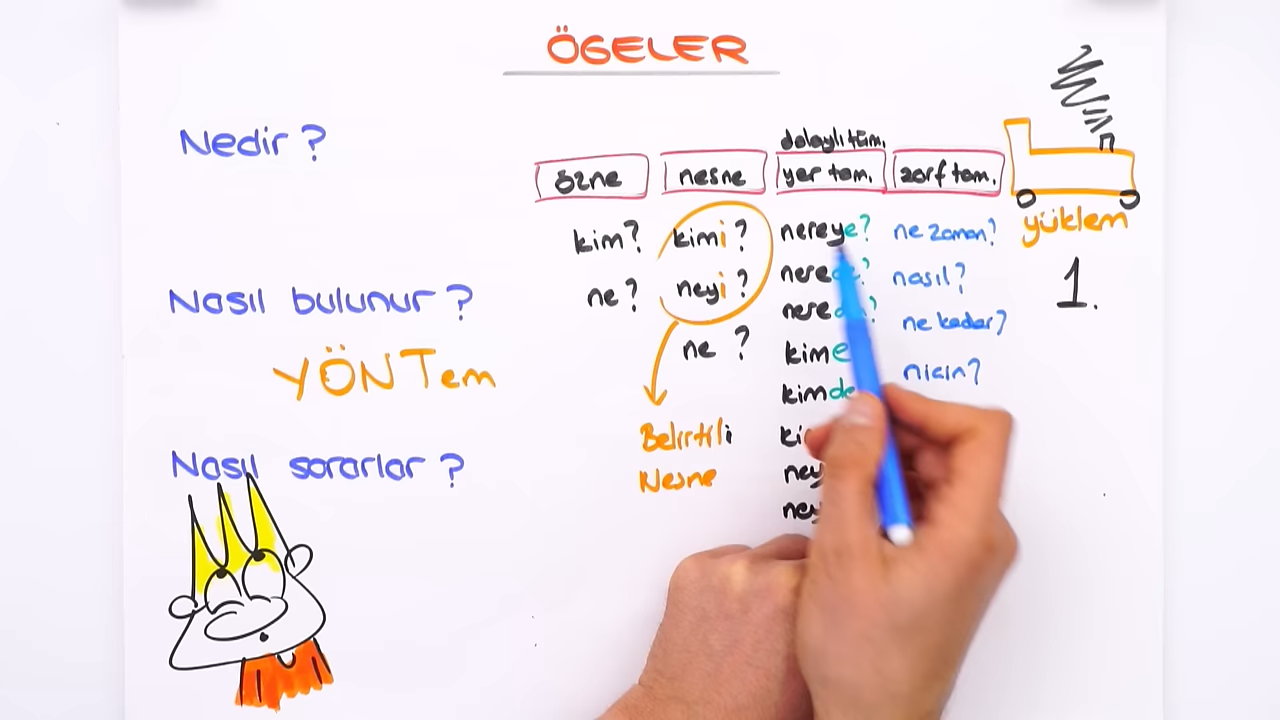 ÖGELER
Nedir?
Nasıl bulunur?
YÖNTem
Nasıl sorarlar?
özne
kim?
ne?
nesne
kimi?
neyi?
ne?
Belirtili
Nesne
dolaylı tüm.
yer tam.
nereye?
kime
kimde
zarf tam.
ne zaman?
nasıl?
ne kadar?
niçin?
yüklem
1.